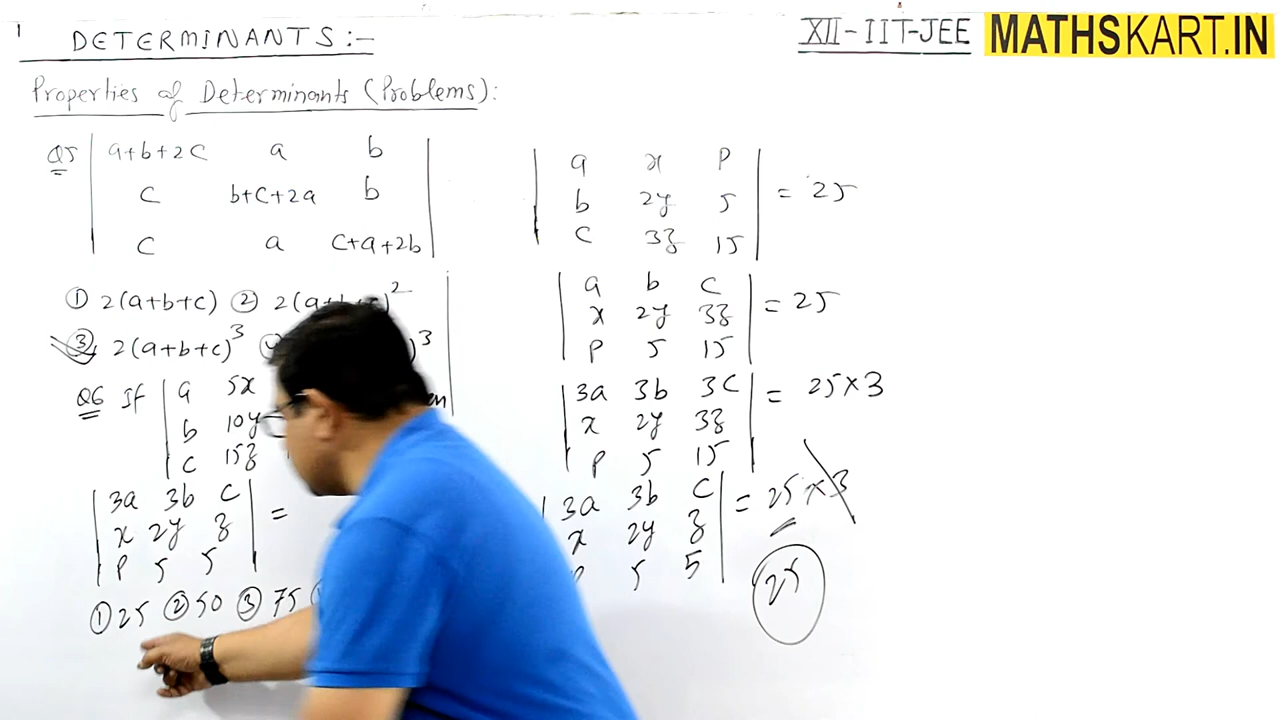 1 DETERMINANTS:-
XII-IIT-JEE MATHSKART.IN
Properties of Determinants (Problems):
Q5 | a+b+2c a b |
| c b+c+2a b |
| c a c+a+2b |
① 2(a+b+c) ② 2(a+b+c)²
③ 2(a+b+c)³ )³
Q6 If | a 5x
| b 10y
| c 15z
| 3a 3b c |
| x 2y z | =
| p 5 5 |
① 25 ② 50 ③ 75
| a x p |
| b 2y 5 | = 25
| c 3z 15 |
| a b c |
| x 2y 3z | = 25
| p 5 15 |
| 3a 3b 3c | = 25×3
| x 2y 3z |
| p 5 15 |
| 3a 3b c | = 25×3
| x 2y z |
5 5 |
25